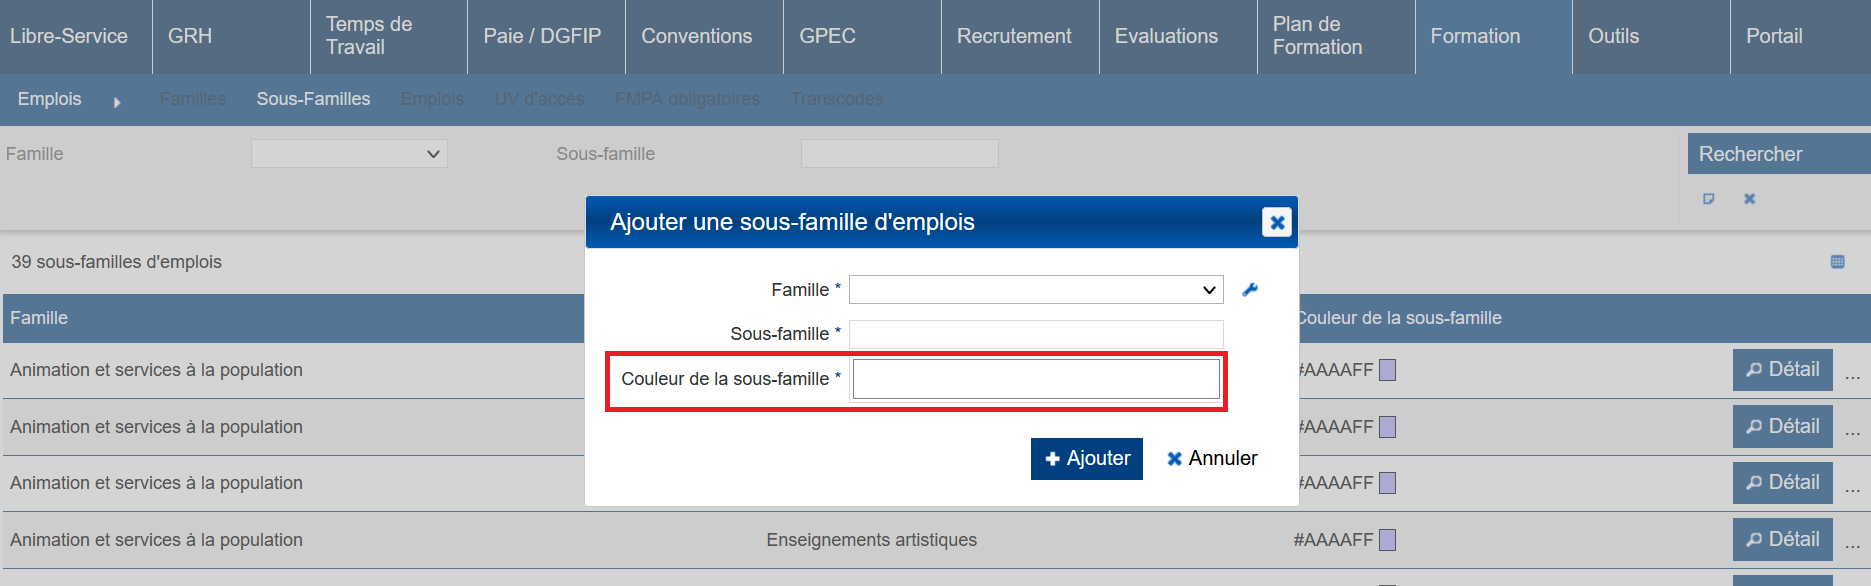 Libre-Service
GRH
Temps de
Travail
Paie / DGFIP
Conventions
GPEC
Recrutement
Evaluations
Plan de
Formation
Formation
Outils
Portail
Emplois
Familles
Sous-Familles
Emplois
UV d'accès
FMPA obligatoires
Transcodes
Famille
Sous-famille
Rechercher
Ajouter une sous-famille d'emplois
Famille *
Sous-famille *
Couleur de la sous-famille *
Ajouter
Annuler
39 sous-familles d'emplois
Famille
Couleur de la sous-famille
Animation et services à la population
#AAAAFF
Détail
...
Animation et services à la population
#AAAAFF
Détail
...
Animation et services à la population
#AAAAFF
Détail
...
Animation et services à la population
Enseignements artistiques
#AAAAFF
Détail
...